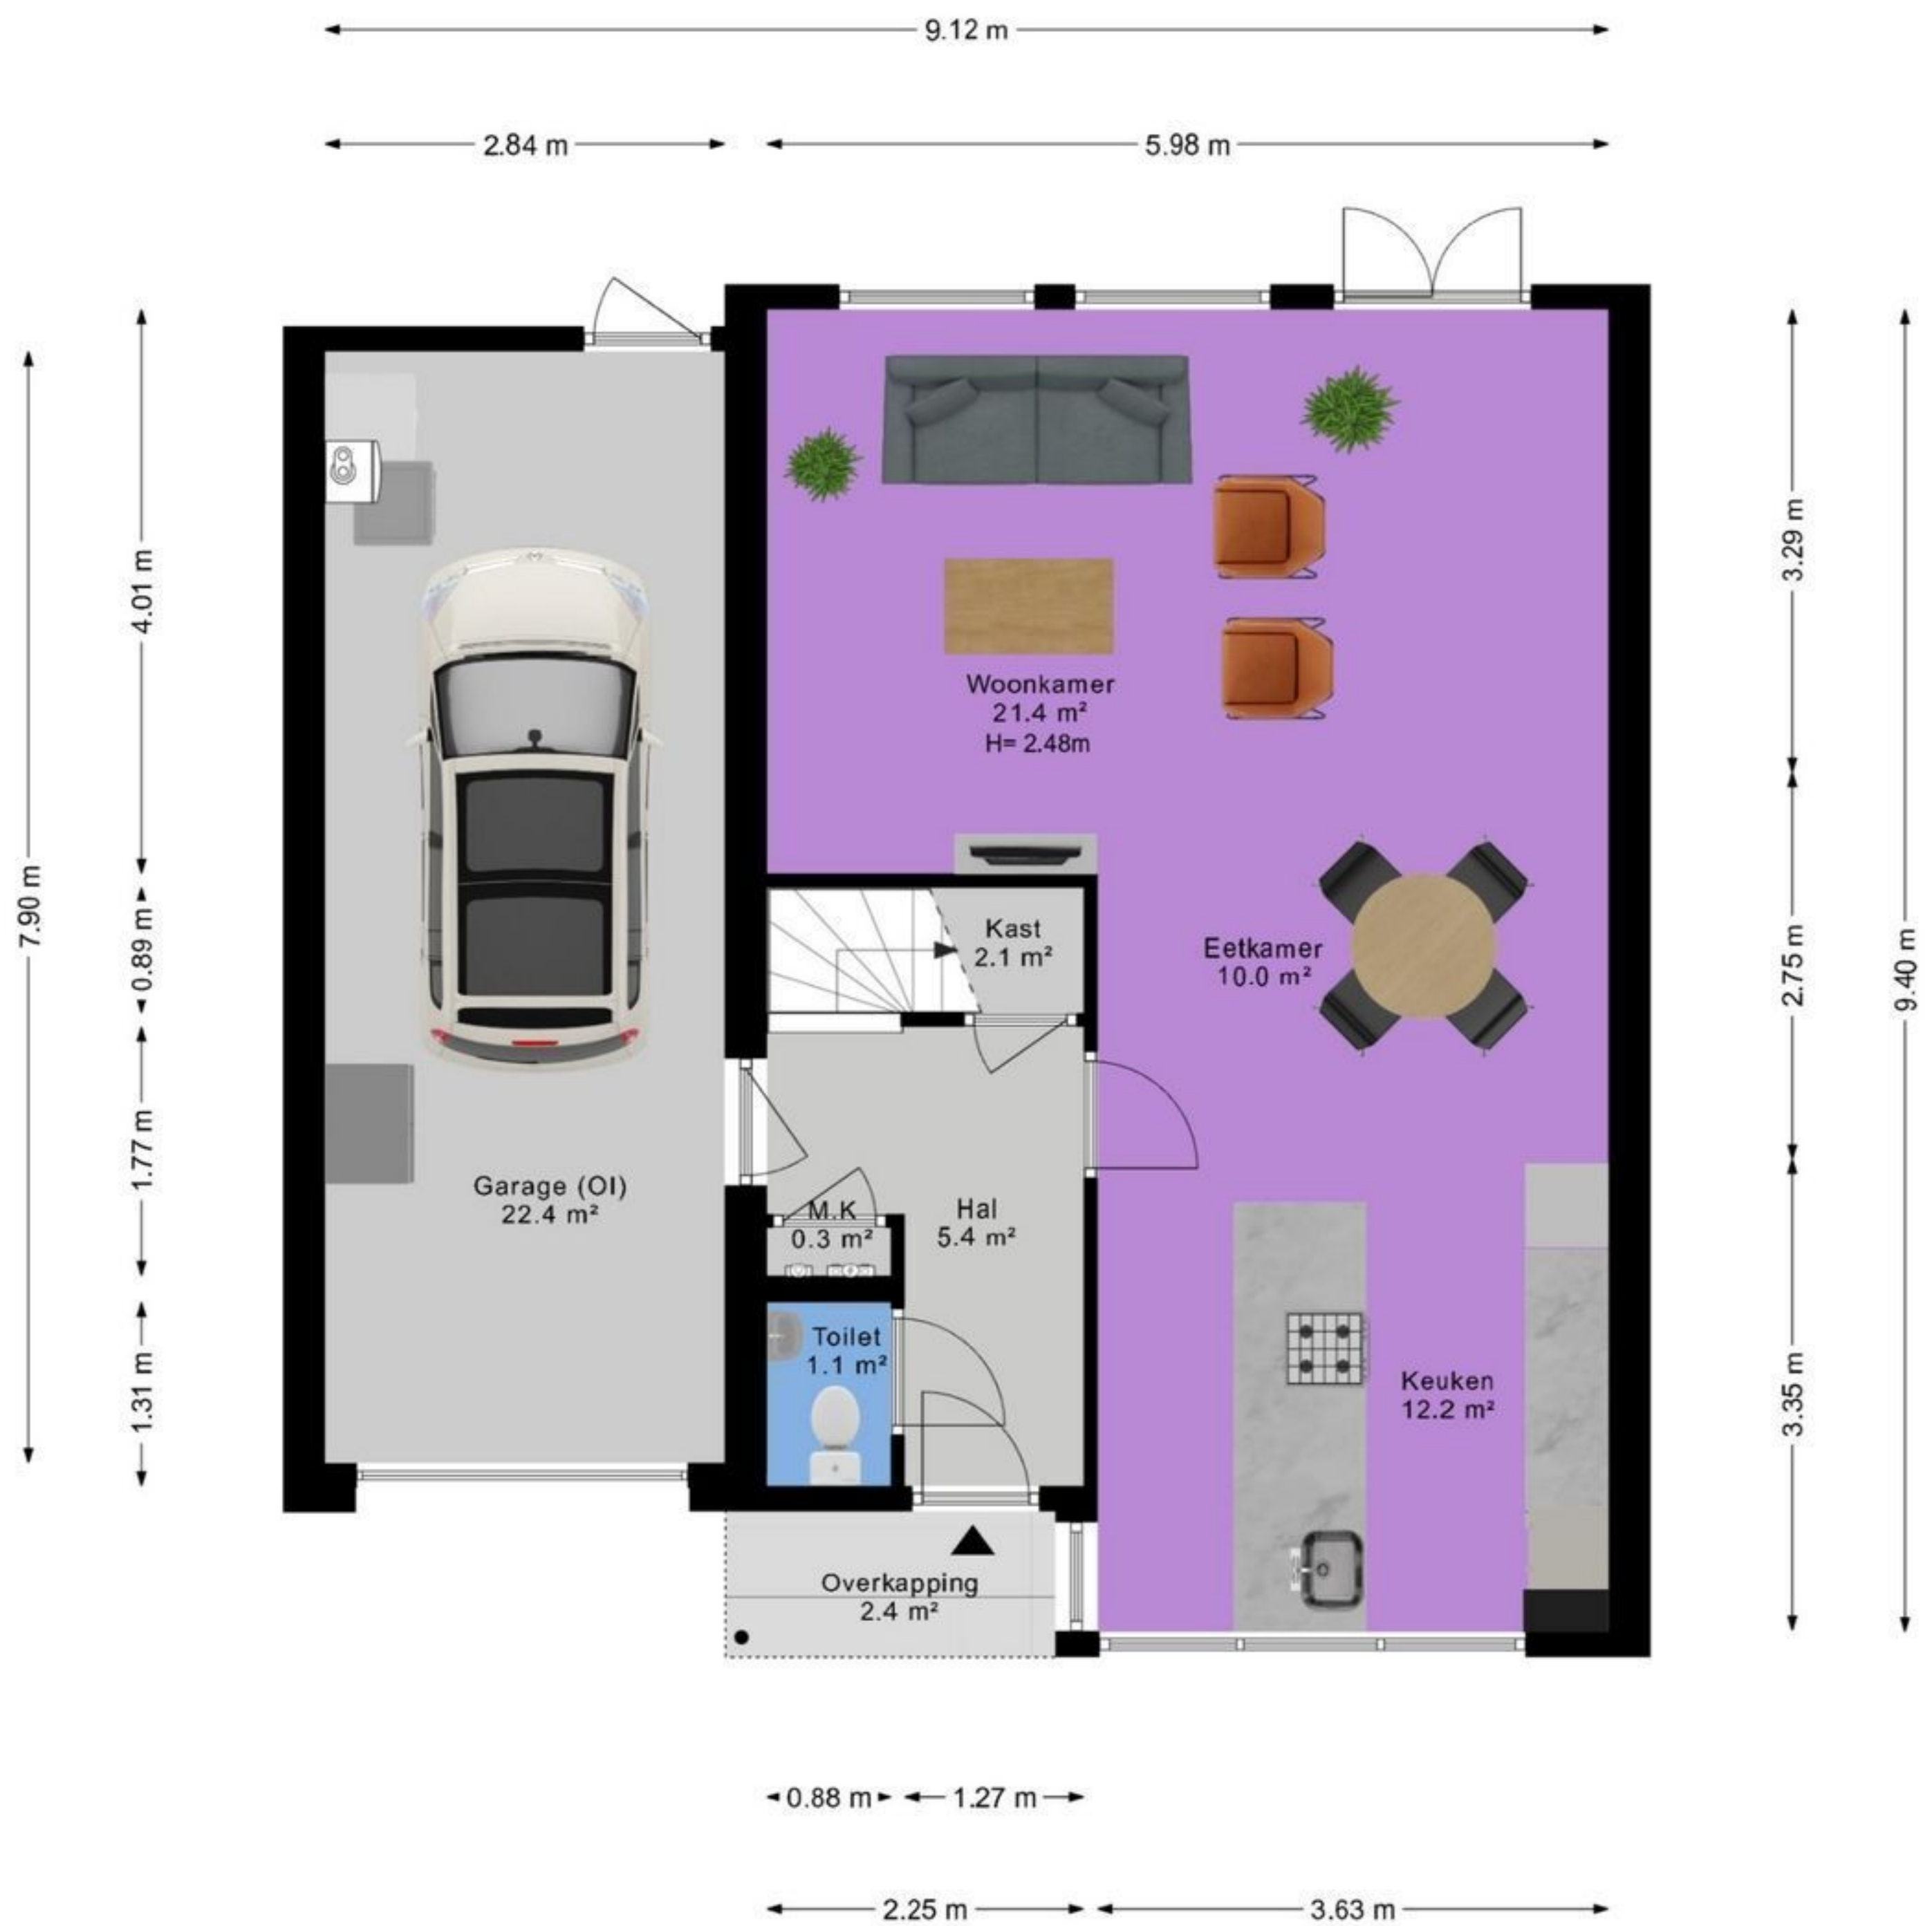 9.12 m
2.84 m
5.98 m
7.90 m
4.01 m
0.89 m
1.77 m
1.31 m
3.29 m
2.75 m
3.35 m
9.40 m
Woonkamer
21.4 m²
H= 2.48m
Kast
2.1 m²
Eetkamer
10.0 m²
Garage (OI)
22.4 m²
M.K
0.3 m²
Hal
5.4 m²
Toilet
1.1 m²
Keuken
12.2 m²
Overkapping
2.4 m²
0.88 m
1.27 m
2.25 m
3.63 m